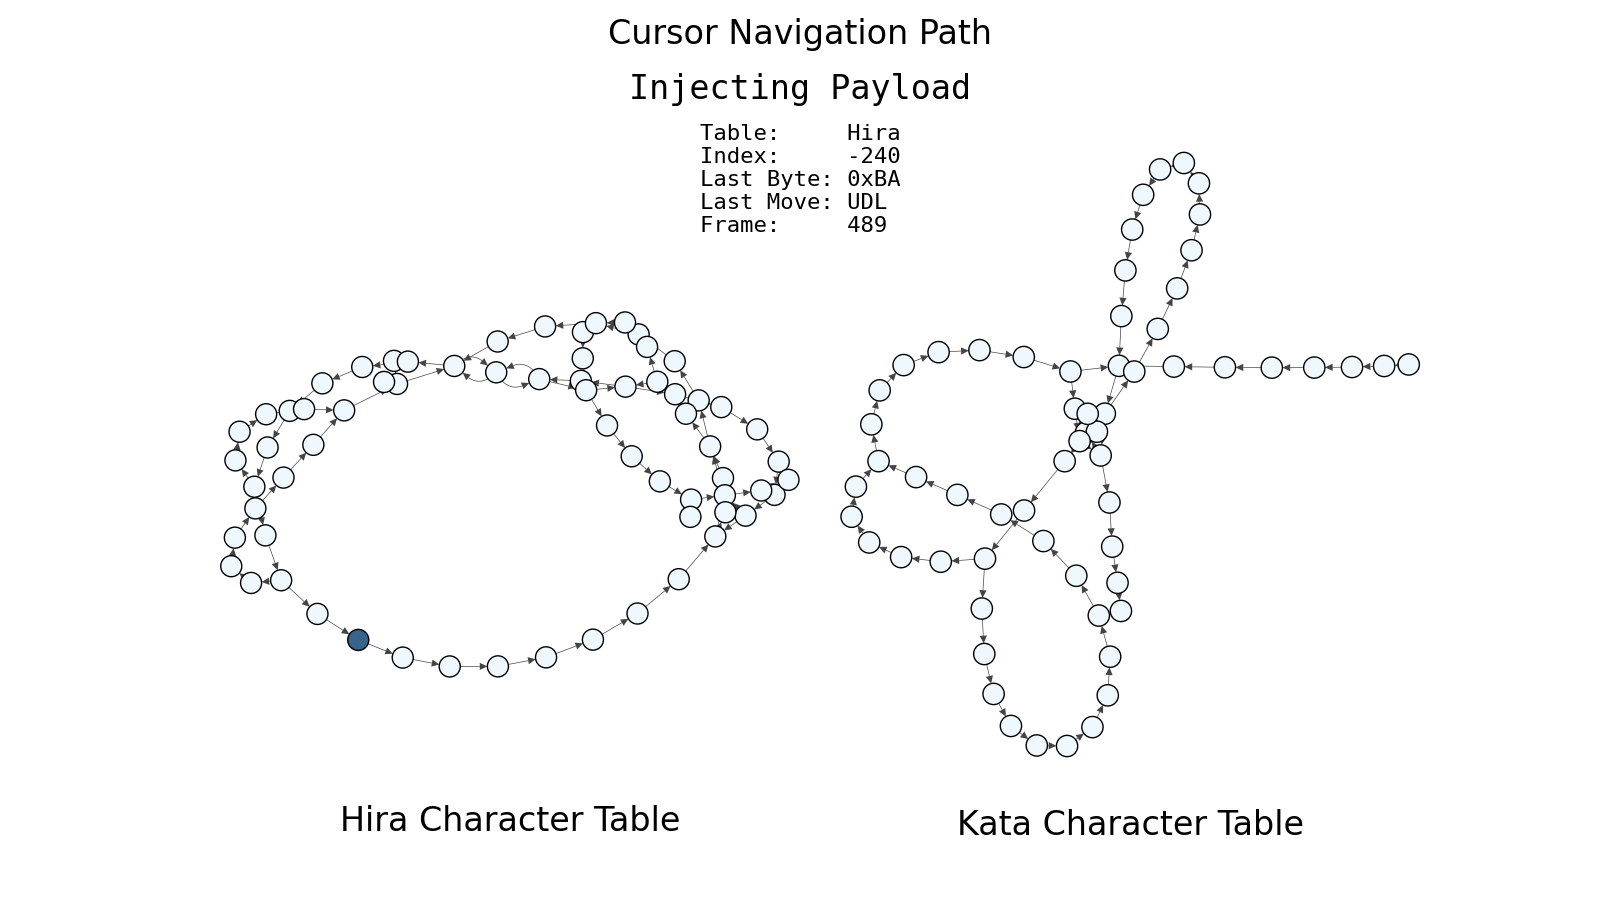 Cursor Navigation Path
Injecting Payload
Table: Hira
Index: -240
Last Byte: 0xBA
Last Move: UDL
Frame: 489
Hira Character Table
Kata Character Table